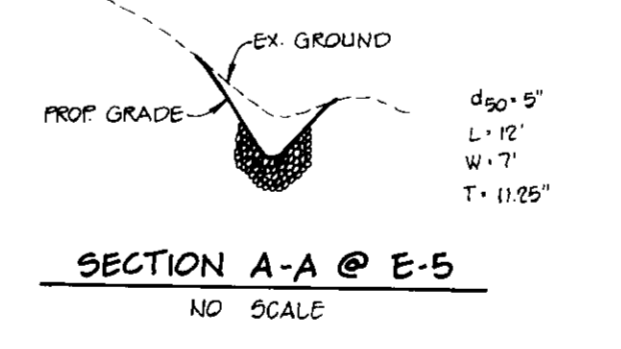 EX. GROUND
PROP. GRADE
d50 = 5"
L = 12'
W = 7'
T = 11.25"
SECTION A-A @ E-5
NO SCALE